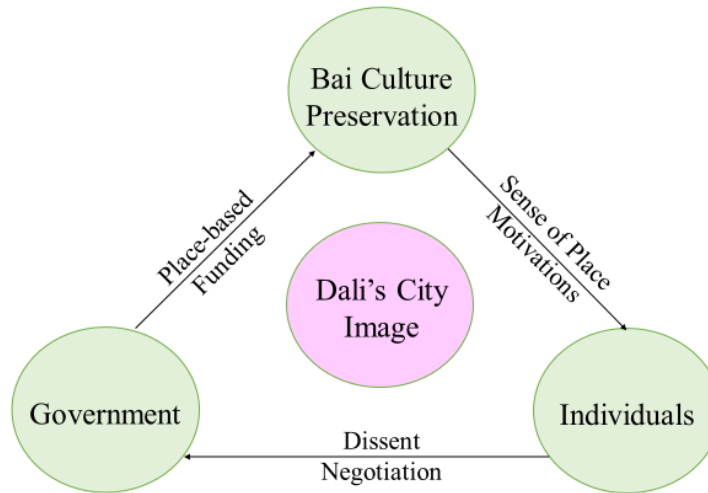 Bai Culture
Preservation
Place-based
Funding
Sense of Place
Motivations
Dali’s City
Image
Government
Individuals
Dissent
Negotiation